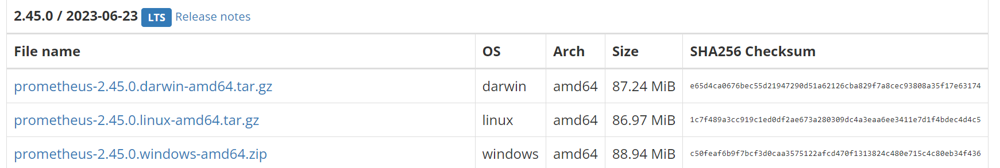 2.45.0 / 2023-06-23 LTS Release notes
File name OS Arch Size SHA256 Checksum
prometheus-2.45.0.darwin-amd64.tar.gz darwin amd64 87.24 MiB e65d4ca0676bec55d21947290d51a62126cba829f7a8cec93808a35f17e63174
prometheus-2.45.0.linux-amd64.tar.gz linux amd64 86.97 MiB 1c7f489a3cc919c1ed0df2ae673a280309dc4a3eaa6ee3411e7d1f4bdec4d4c5
prometheus-2.45.0.windows-amd64.zip windows amd64 88.94 MiB c50feaf6b9f7bcf3d0caa3575122afcd470f1313824c480e715c4c80eb34f436